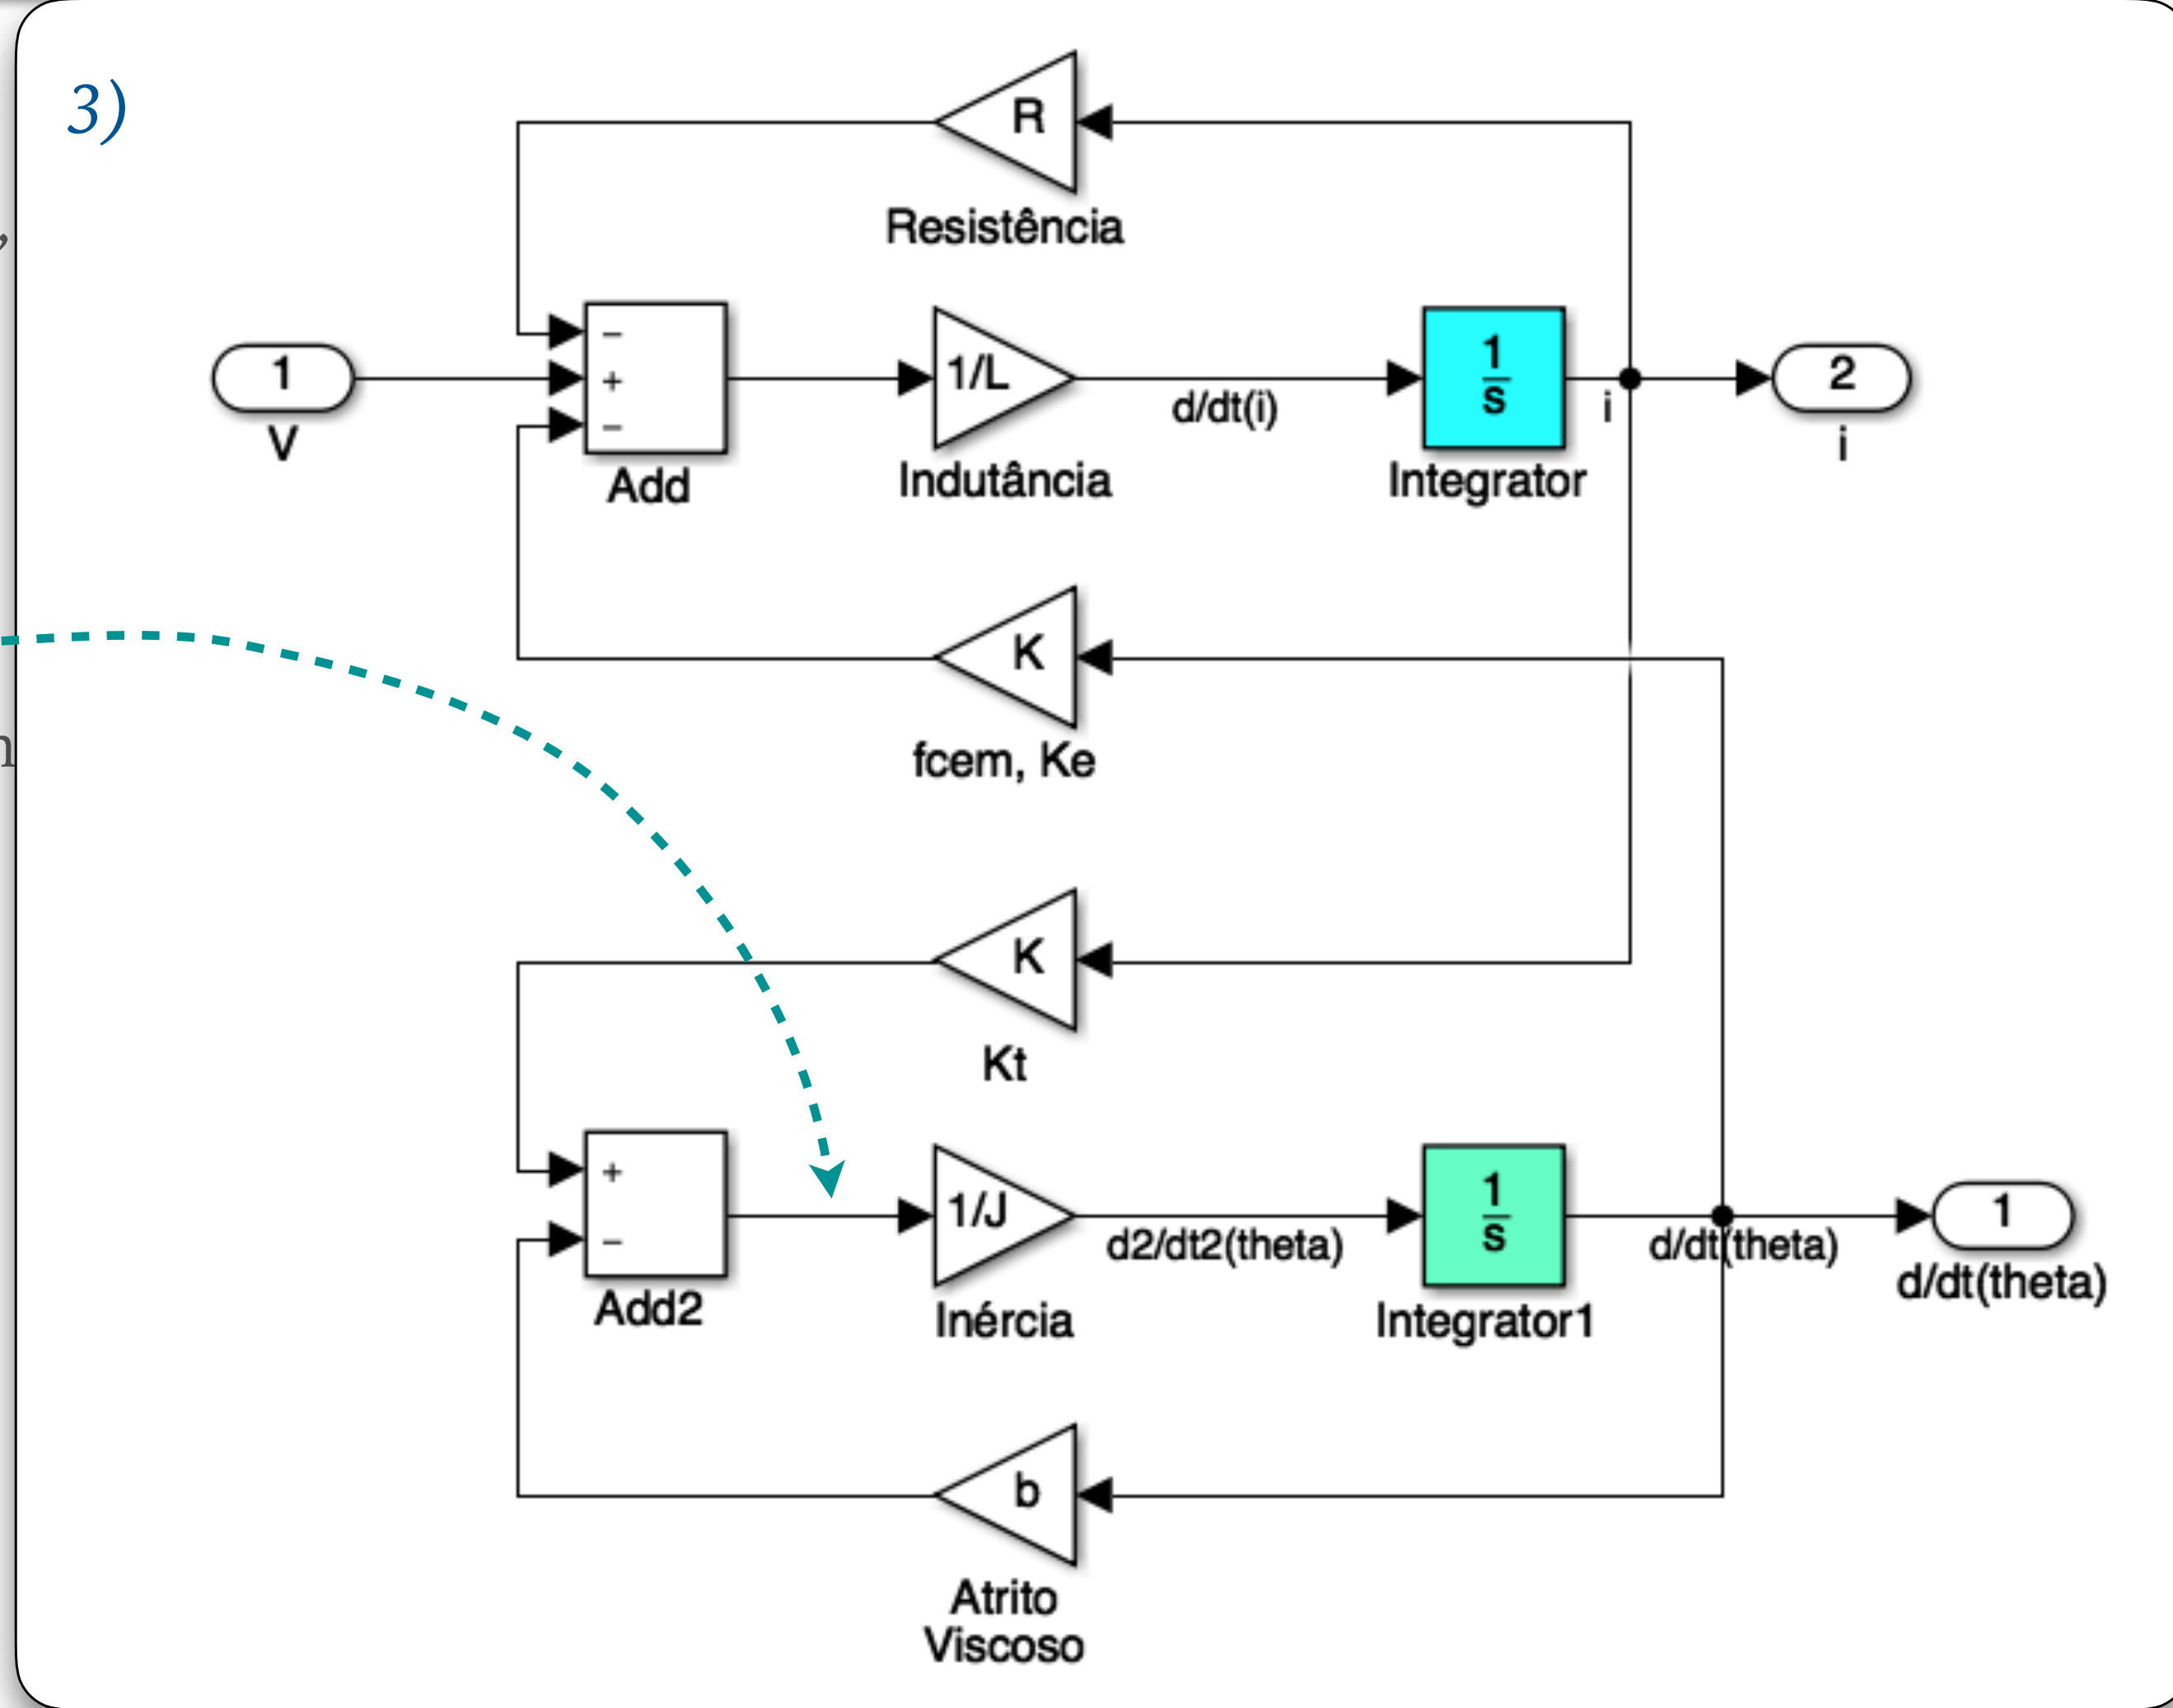 3)
R
Resistência
1
V
−
+
−
Add
1/L
Indutância
d/dt(i)
1
s
Integrator
i
2
i
K
fcem, Ke
K
Kt
+
−
Add2
1/J
Inércia
d2/dt2(theta)
1
s
Integrator1
d/dt(theta)
1
d/dt(theta)
b
Atrito
Viscoso